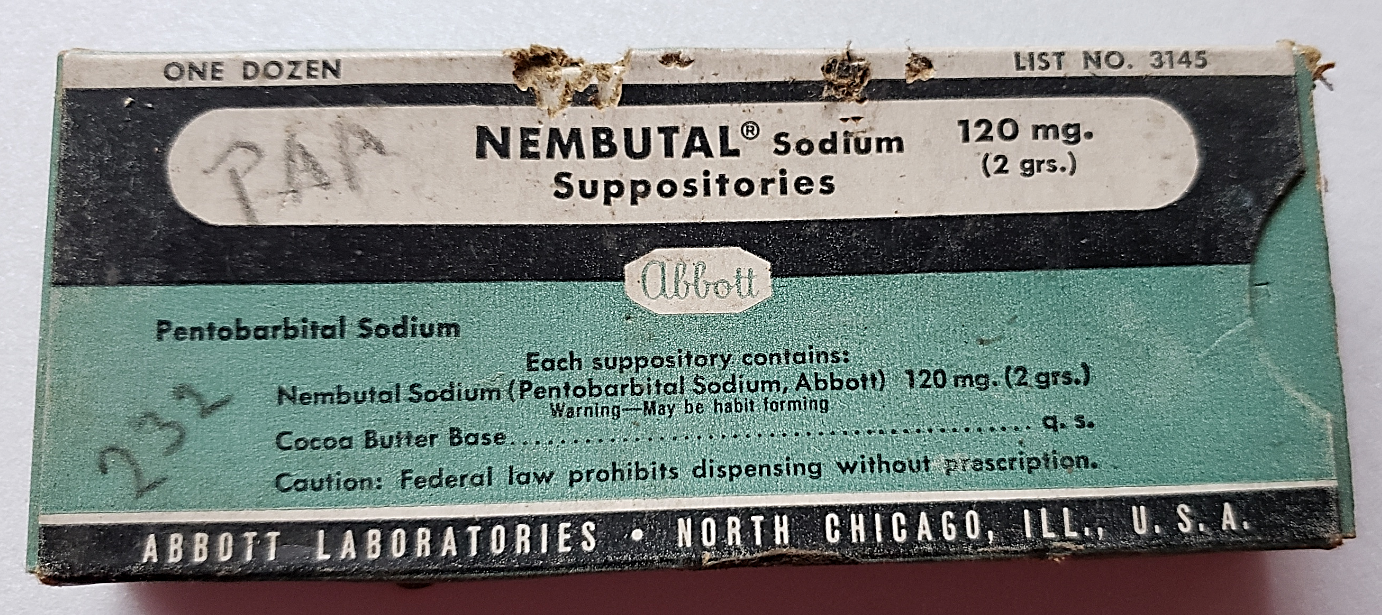 ONE DOZEN LIST NO. 3145
PAP
NEMBUTAL® Sodium 120 mg.
Suppositories (2 grs.)
Abbott
Pentobarbital Sodium
Each suppository contains:
Nembutal Sodium (Pentobarbital Sodium, Abbott) 120 mg. (2 grs.)
Warning—May be habit forming
Cocoa Butter Base........................................ q. s.
Caution: Federal law prohibits dispensing without prescription.
232
ABBOTT LABORATORIES • NORTH CHICAGO, ILL., U. S. A.